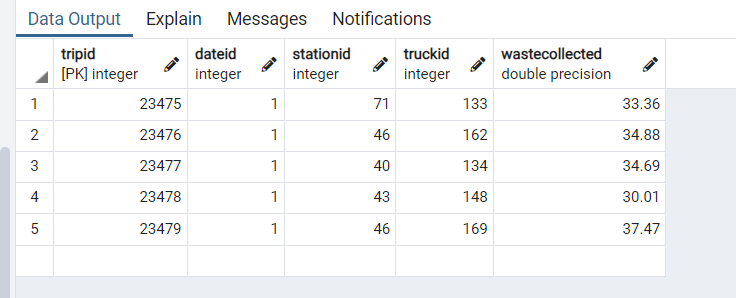 Data Output Explain Messages Notifications
tripid dateid stationid truckid wastecollected
[PK] integer integer integer integer double precision
1 23475 1 71 133 33.36
2 23476 1 46 162 34.88
3 23477 1 40 134 34.69
4 23478 1 43 148 30.01
5 23479 1 46 169 37.47